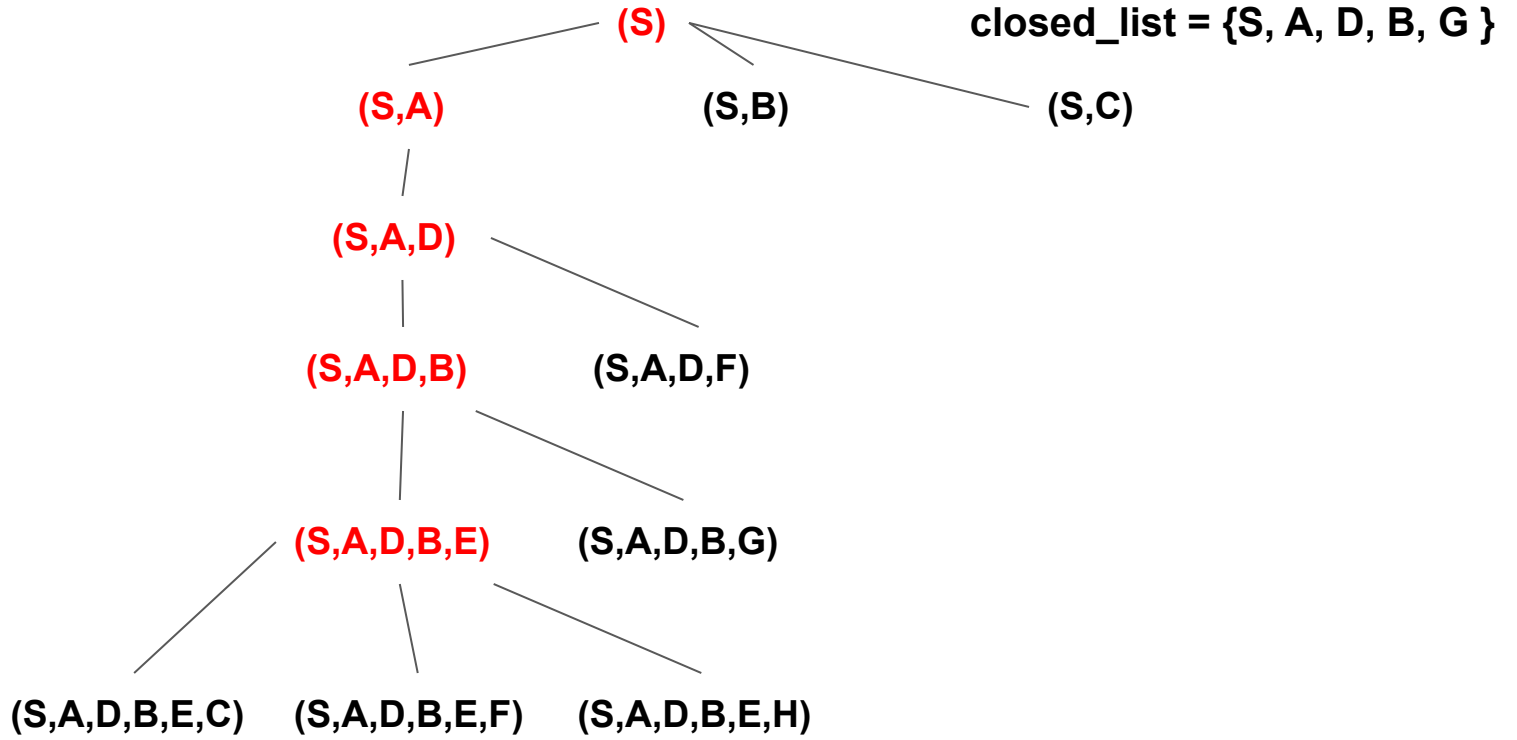 (S)
closed_list = {S, A, D, B, G }
(S,A)
(S,B)
(S,C)
(S,A,D)
(S,A,D,B)
(S,A,D,F)
(S,A,D,B,E)
(S,A,D,B,G)
(S,A,D,B,E,C)
(S,A,D,B,E,F)
(S,A,D,B,E,H)